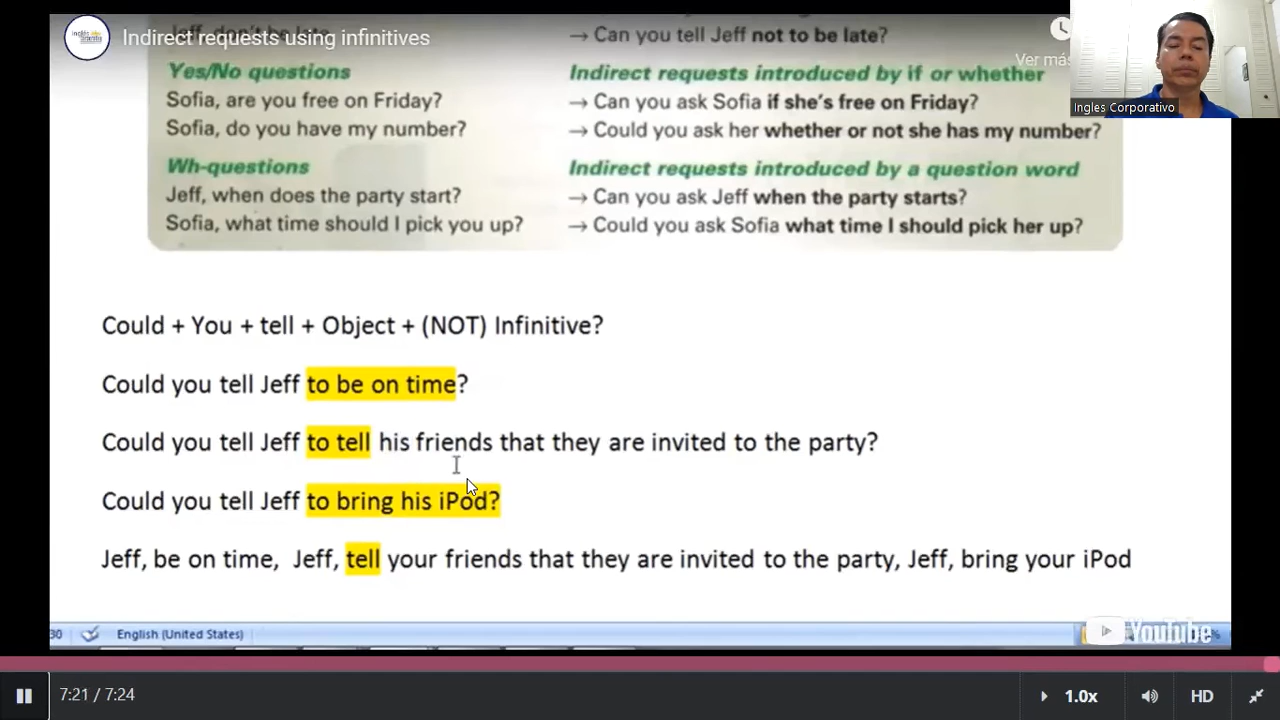 Indirect requests using infinitives
→ Can you tell Jeff not to be late?
Ver más
Ingles Corporativo
Yes/No questions
Indirect requests introduced by if or whether
Sofia, are you free on Friday?
→ Can you ask Sofia if she's free on Friday?
Sofia, do you have my number?
→ Could you ask her whether or not she has my number?
Wh-questions
Indirect requests introduced by a question word
Jeff, when does the party start?
→ Can you ask Jeff when the party starts?
Sofia, what time should I pick you up?
→ Could you ask Sofia what time I should pick her up?
Could + You + tell + Object + (NOT) Infinitive?
Could you tell Jeff to be on time?
Could you tell Jeff to tell his friends that they are invited to the party?
Could you tell Jeff to bring his iPod?
Jeff, be on time, Jeff, tell your friends that they are invited to the party, Jeff, bring your iPod
30 English (United States)
YouTube
7:21 / 7:24
1.0x
HD